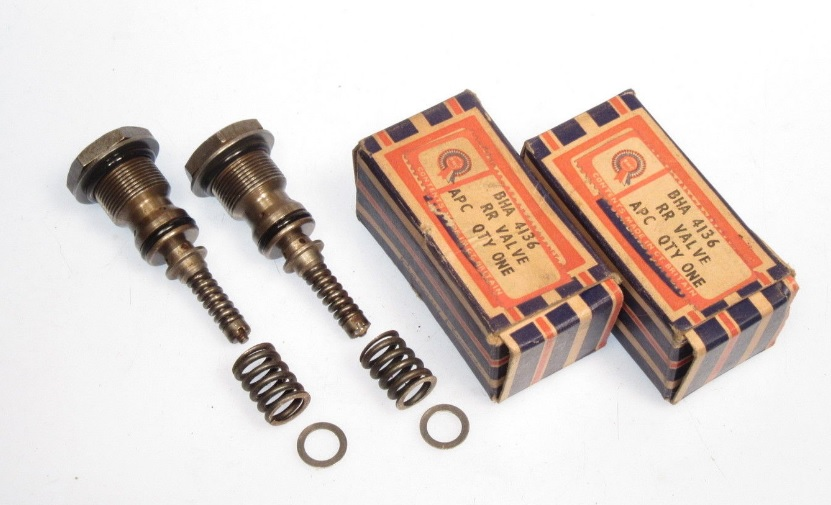 BHA 4136
RR VALVE
APC QTY ONE
BHA 4136
RR VALVE
APC QTY ONE